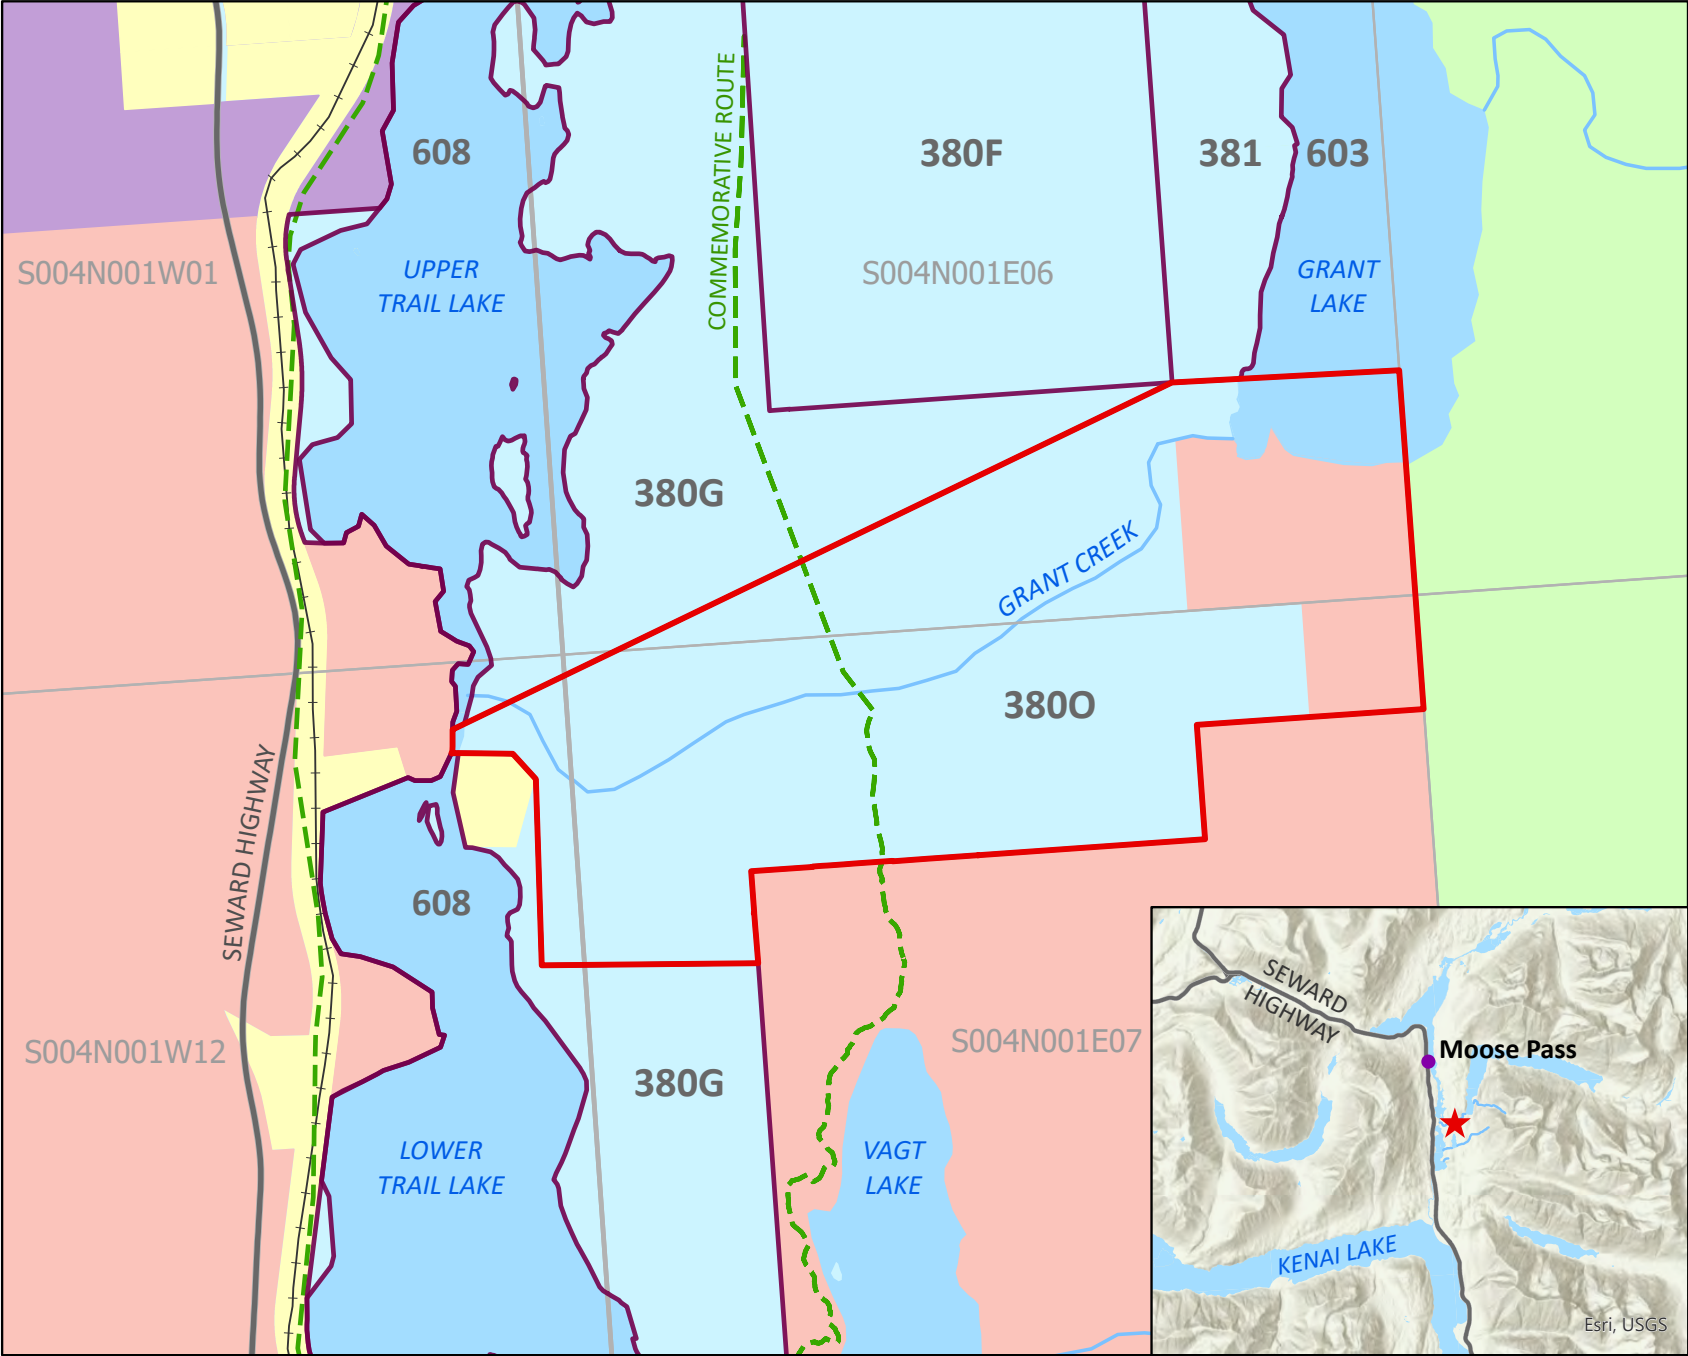 608
380F
381
603
COMMEMORATIVE ROUTE
S004N001W01
UPPER
TRAIL LAKE
S004N001E06
GRANT
LAKE
380G
GRANT CREEK
380O
SEWARD HIGHWAY
608
S004N001W12
380G
S004N001E07
LOWER
TRAIL LAKE
VAGT
LAKE
SEWARD
HIGHWAY
Moose Pass
KENAI LAKE
Esri, USGS